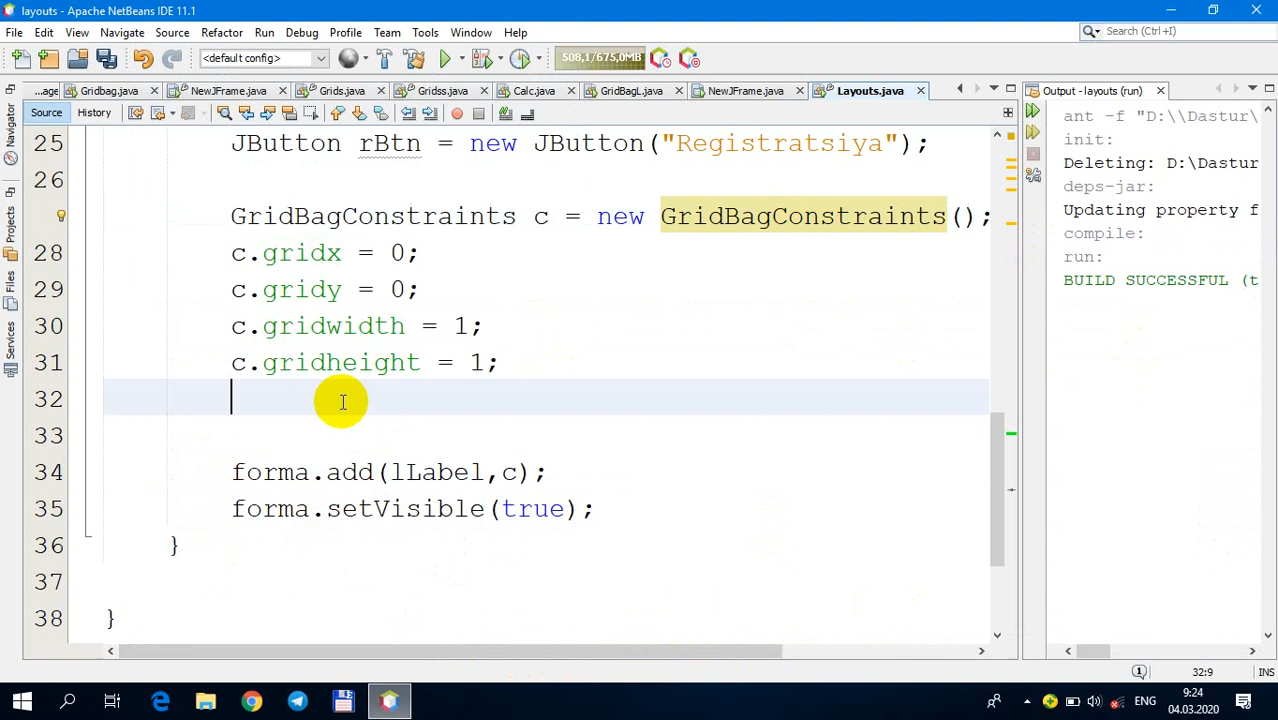 layouts - Apache NetBeans IDE 11.1
File Edit View Navigate Source Refactor Run Debug Profile Team Tools Window Help
Search (Ctrl +I)
<default config>
508,1/675,0MB
...age Gridbag.java NewJFrame.java Grids.java Gridss.java Calc.java GridBagL.java NewJFrame.java Layouts.java Output - layouts (run)
Source History
Navigator
Projects
Files
Services
25 JButton rBtn = new JButton("Registratsiya");
26
GridBagConstraints c = new GridBagConstraints();
28 c.gridx = 0;
29 c.gridy = 0;
30 c.gridwidth = 1;
31 c.gridheight = 1;
32
33
34 forma.add(lLabel,c);
35 forma.setVisible(true);
36 }
37
38 }
ant -f "D:\\Dastur\
init:
Deleting: D:\Dastur
deps-jar:
Updating property f
compile:
run:
BUILD SUCCESSFUL (t
32:9 INS
ENG
9:24
04.03.2020